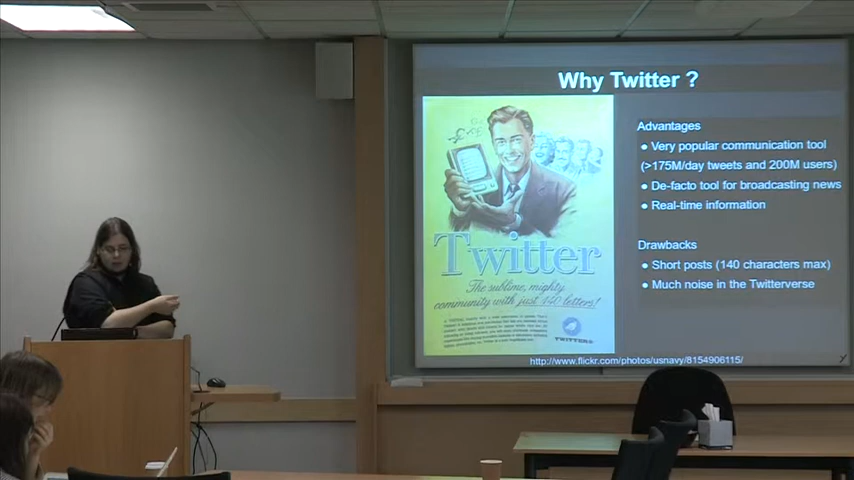 Why Twitter ?
Advantages
Very popular communication tool
(>175M/day tweets and 200M users)
De-facto tool for broadcasting news
Real-time information
Drawbacks
Short posts (140 characters max)
Much noise in the Twitterverse
Twitter
The sublime, mighty
community with just 140 letters!
http://www.flickr.com/photos/usnavy/8154906115